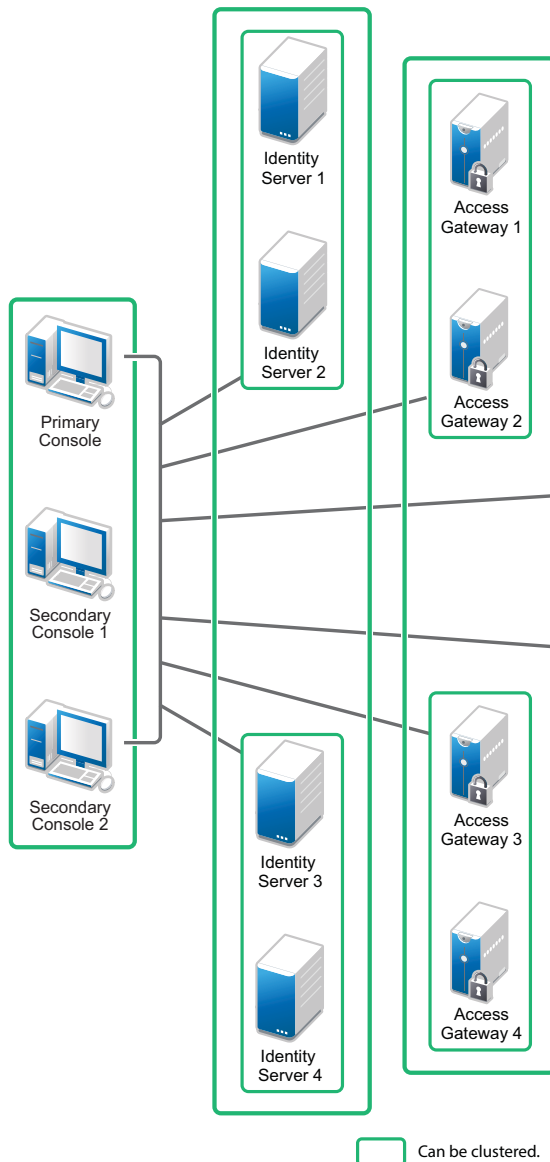 Identity
Server 1
Identity
Server 2
Access
Gateway 1
Access
Gateway 2
Primary
Console
Secondary
Console 1
Secondary
Console 2
Identity
Server 3
Identity
Server 4
Access
Gateway 3
Access
Gateway 4
Can be clustered.